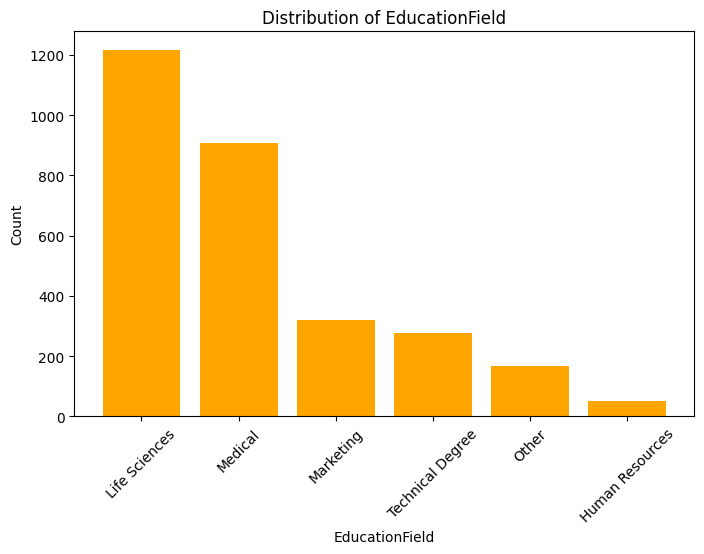 Distribution of EducationField
1200
1000
800
600
400
200
0
Count
Life Sciences
Medical
Marketing
Technical Degree
Other
Human Resources
EducationField